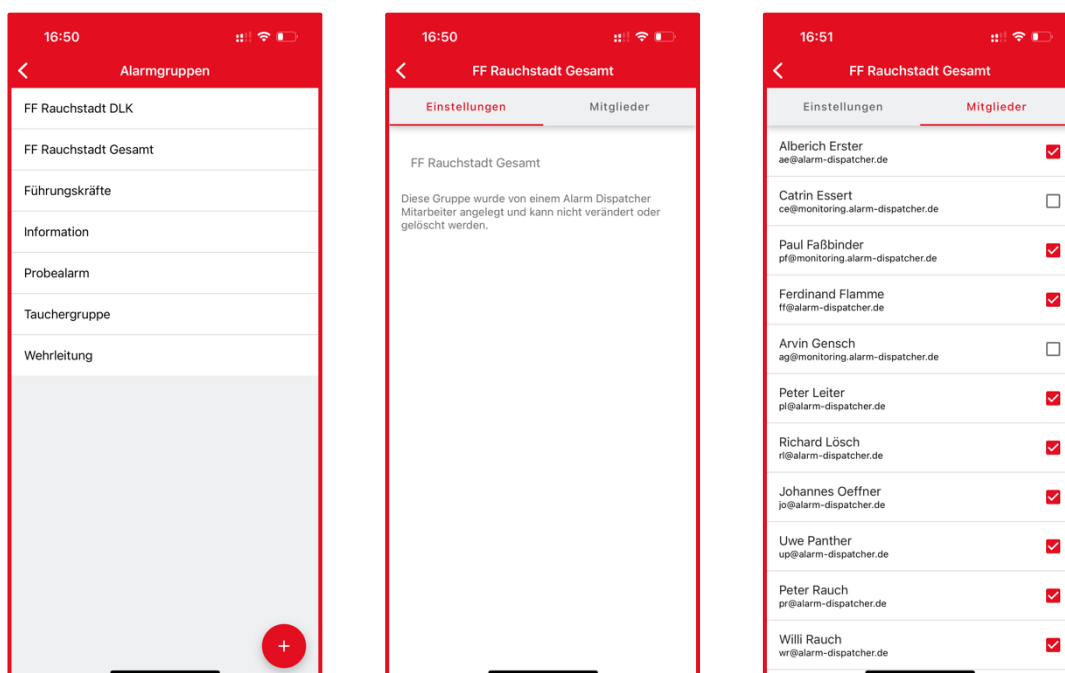 16:50
Alarmgruppen
FF Rauchstadt DLK
FF Rauchstadt Gesamt
Führungskräfte
Information
Probealarm
Tauchergruppe
Wehrleitung
+
16:50
FF Rauchstadt Gesamt
Einstellungen Mitglieder
FF Rauchstadt Gesamt
Diese Gruppe wurde von einem Alarm Dispatcher
Mitarbeiter angelegt und kann nicht verändert oder
gelöscht werden.
16:51
FF Rauchstadt Gesamt
Einstellungen Mitglieder
Alberich Erster
ae@alarm-dispatcher.de
Catrin Essert
ce@monitoring.alarm-dispatcher.de
Paul Faßbinder
pf@monitoring.alarm-dispatcher.de
Ferdinand Flamme
ff@alarm-dispatcher.de
Arvin Gensch
ag@monitoring.alarm-dispatcher.de
Peter Leiter
pl@alarm-dispatcher.de
Richard Lösch
rl@alarm-dispatcher.de
Johannes Oeffner
jo@alarm-dispatcher.de
Uwe Panther
up@alarm-dispatcher.de
Peter Rauch
pr@alarm-dispatcher.de
Willi Rauch
wr@alarm-dispatcher.de